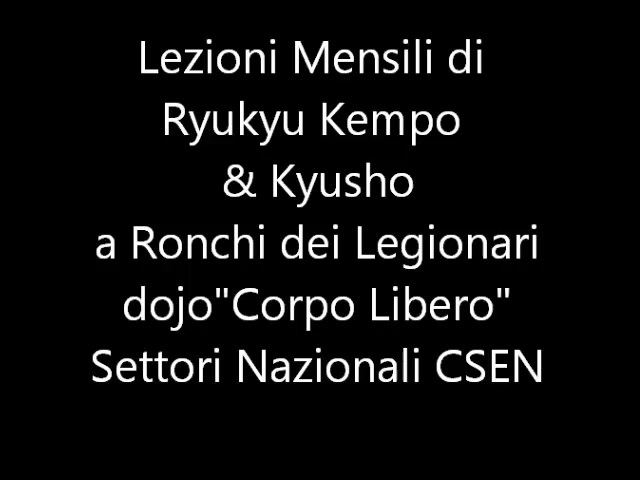 Lezioni Mensili di
Ryukyu Kempo
& Kyusho
a Ronchi dei Legionari
dojo"Corpo Libero"
Settori Nazionali CSEN